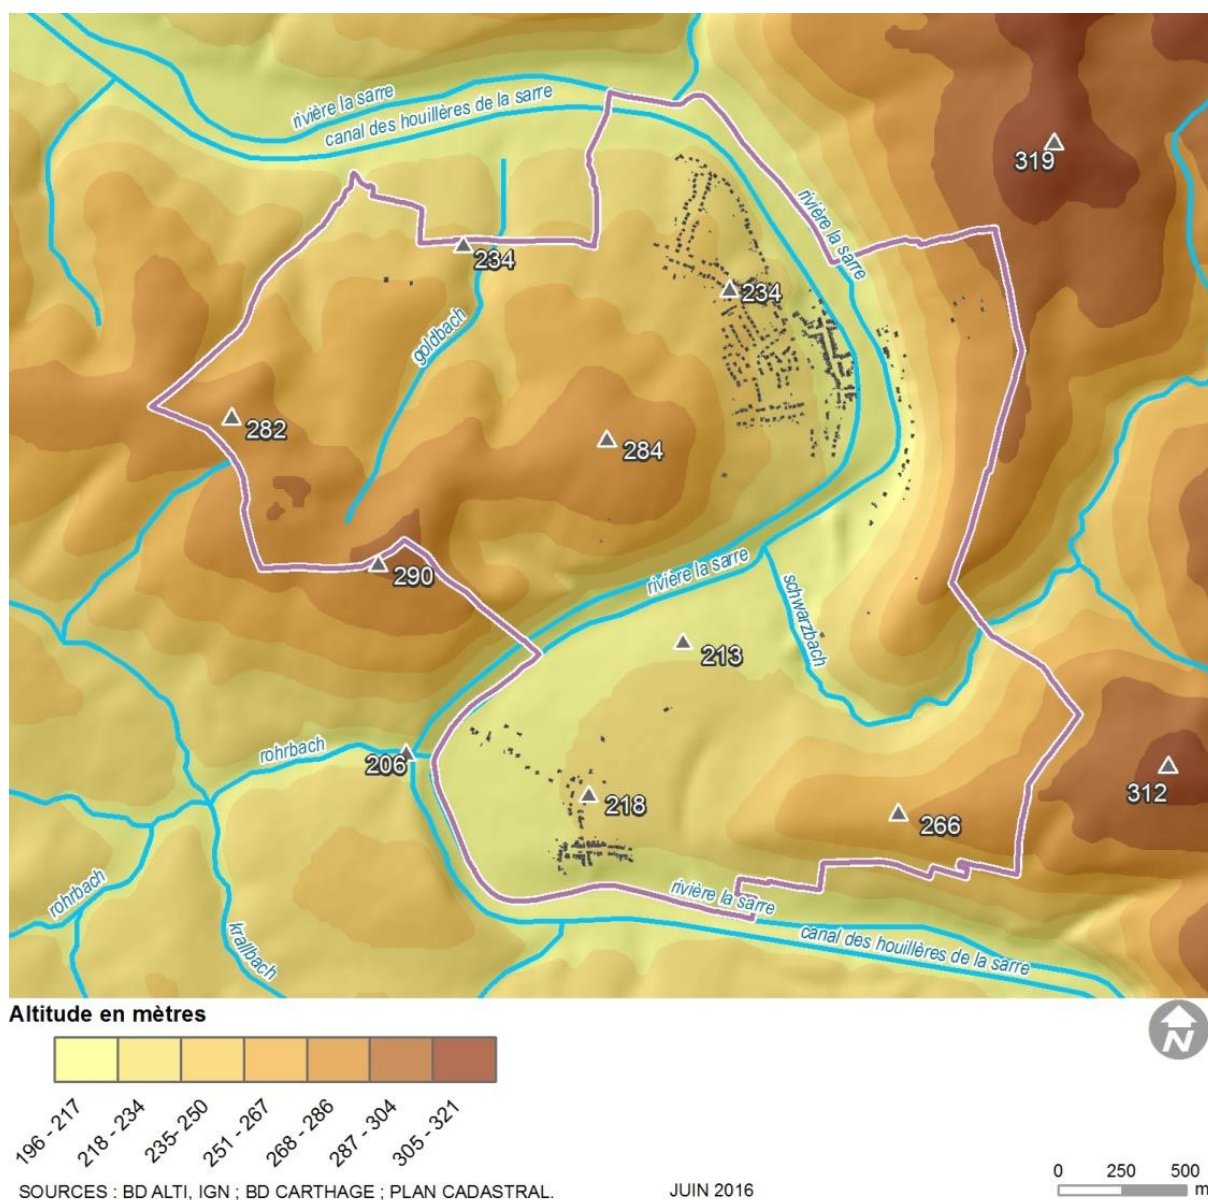 rivière la sarre
canal des houillères de la sarre
319
rivière la sarre
234
234
goldbach
282
284
290
rivière la sarre
schwarzbach
213
rohrbach
206
218
312
266
rohrbach
krallbach
rivière la sarre
canal des houillères de la sarre
Altitude en mètres
N
196 - 217
218 - 234
235- 250
251 - 267
268 - 286
287 - 304
305 - 321
0 250 500
m
SOURCES : BD ALTI, IGN ; BD CARTHAGE ; PLAN CADASTRAL.
JUIN 2016